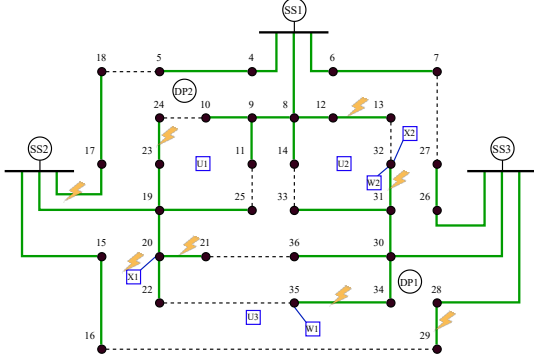 SS1
18 5 4 6 7
DP2
24 10 9 8 12 13
X2
SS2 17 23 U1 11 14 U2 32 27 SS3
W2
19 25 33 31 26
15 20 21 36 30
X1 DP1
22 35 34 28
U3 W1
16 29